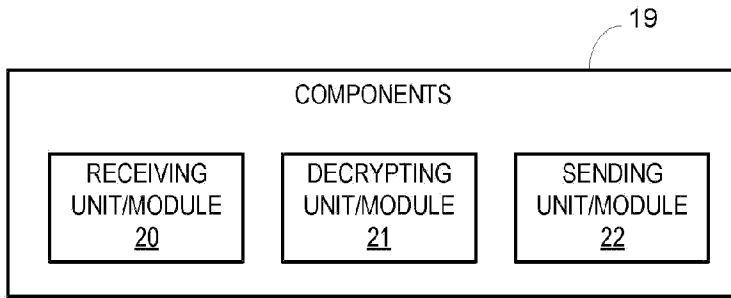 19
COMPONENTS
RECEIVING
UNIT/MODULE
20
DECRYPTING
UNIT/MODULE
21
SENDING
UNIT/MODULE
22